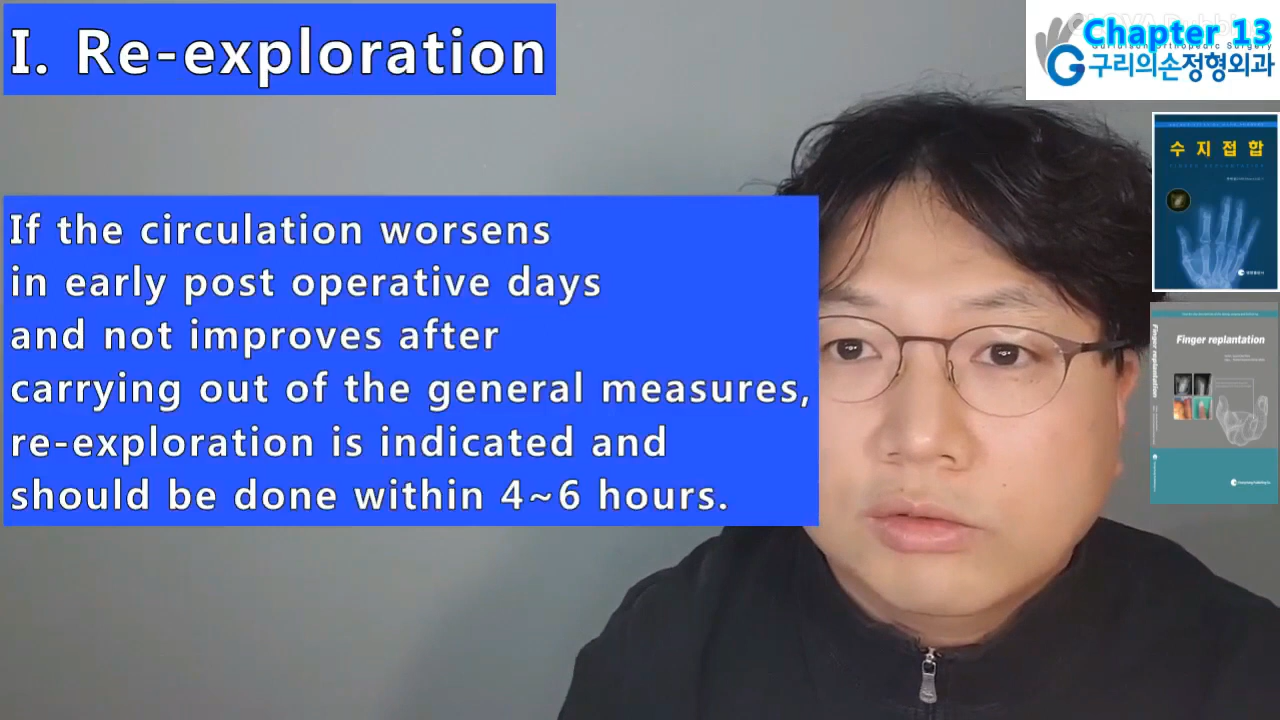 I. Re-exploration
Chapter 13
구리의손정형외과
If the circulation worsens
in early post operative days
and not improves after
carrying out of the general measures,
re-exploration is indicated and
should be done within 4~6 hours.
수지접합
Finger replantation
Finger replantation